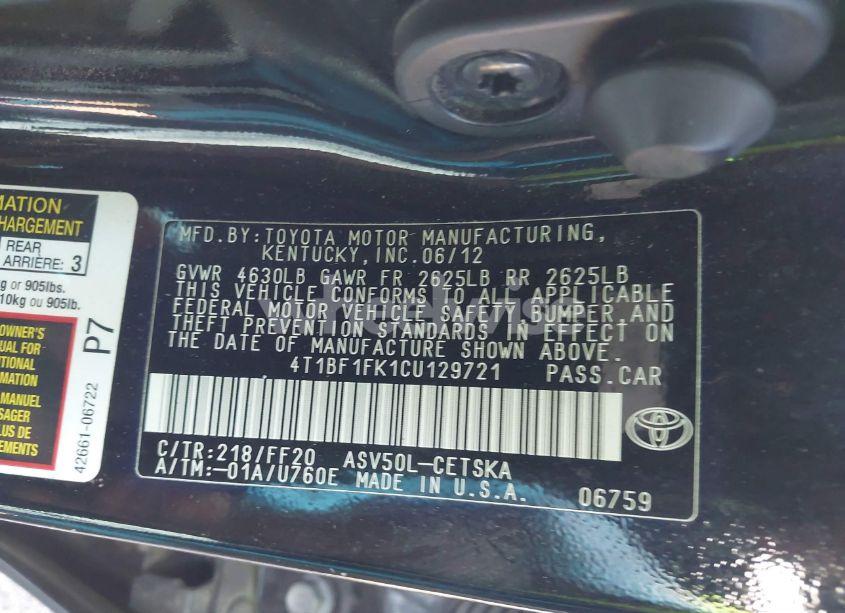 MATION
CHARGEMENT
REAR
ARRIÈRE: 3
g or 905lbs.
10kg ou 905lb.
OWNER'S
UAL FOR
TIONAL
RMATION
MANUEL
SAGER
LUS DE
EMENTS
42661-06722
P7
MFD.BY:TOYOTA MOTOR MANUFACTURING,
KENTUCKY,INC.06/12
GVWR 4630LB GAWR FR 2625LB RR 2625LB
THIS VEHICLE CONFORMS TO ALL APPLICABLE
FEDERAL MOTOR VEHICLE SAFETY BUMPER,AND
THEFT PREVENTION STANDARDS IN EFFECT ON
THE DATE OF MANUFACTURE SHOWN ABOVE.
4T1BF1FK1CU129721 PASS.CAR
C/TR:218/FF20 ASV50L-CETSKA
A/TM:-01A/U760E MADE IN U.S.A.
06759